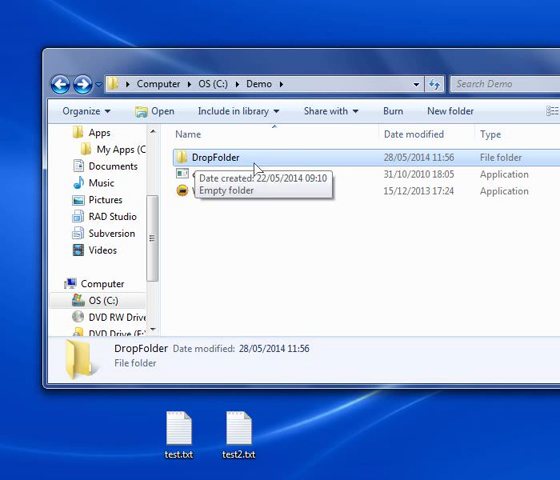 Computer ▸ OS (C:) ▸ Demo ▸
Search Demo
Organize ▾ Open Include in library ▾ Share with ▾ Burn New folder
Name Date modified Type
Apps
My Apps (C
Documents
Music
Pictures
RAD Studio
Subversion
Videos
Computer
OS (C:)
DVD RW Drive
DVD Drive (F:
DropFolder 28/05/2014 11:56 File folder
31/10/2010 18:05 Application
15/12/2013 17:24 Application
Date created: 22/05/2014 09:10
Empty folder
DropFolder Date modified: 28/05/2014 11:56
File folder
test.txt
test2.txt